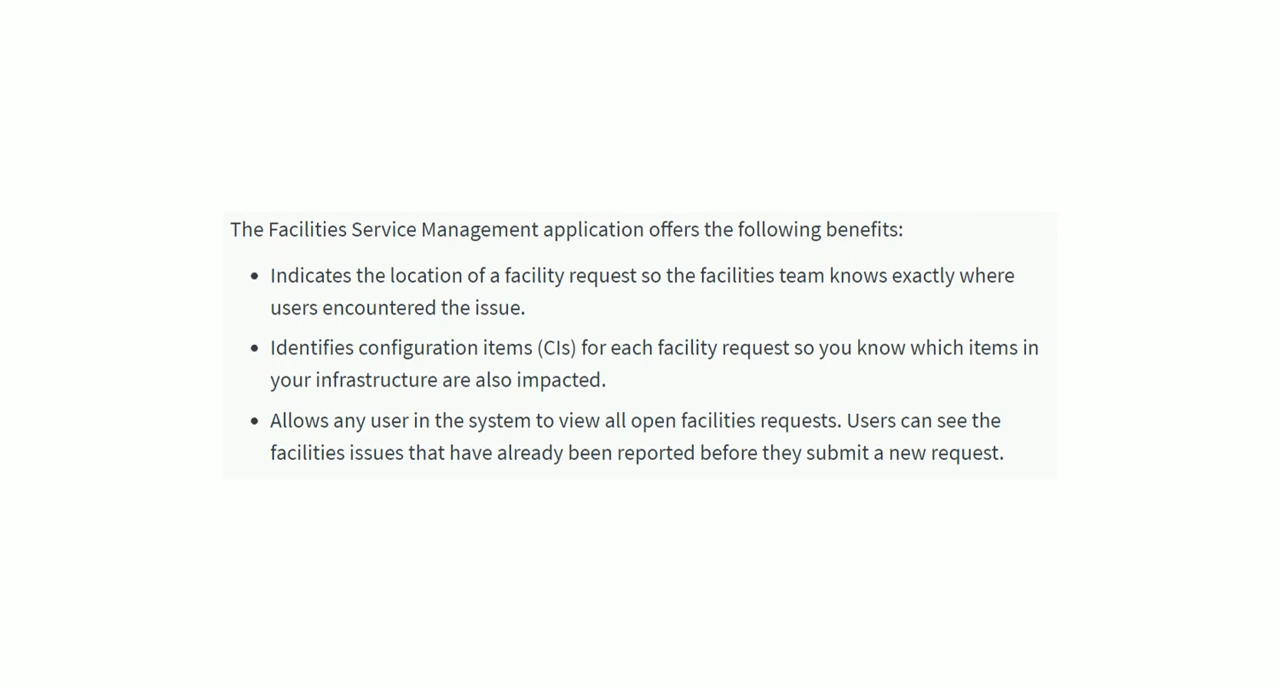 The Facilities Service Management application offers the following benefits:
• Indicates the location of a facility request so the facilities team knows exactly where
users encountered the issue.
• Identifies configuration items (CIs) for each facility request so you know which items in
your infrastructure are also impacted.
• Allows any user in the system to view all open facilities requests. Users can see the
facilities issues that have already been reported before they submit a new request.